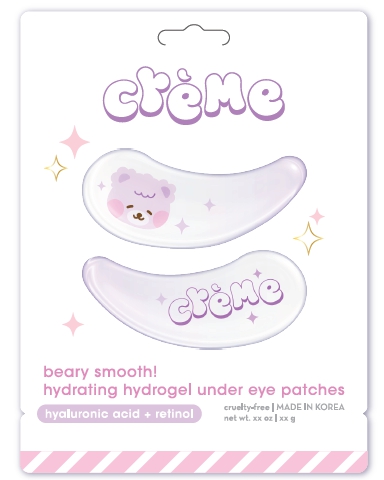 crème
crème
beary smooth!
hydrating hydrogel under eye patches
hyaluronic acid + retinol
cruelty-free | MADE IN KOREA
net wt. xx oz | xx g